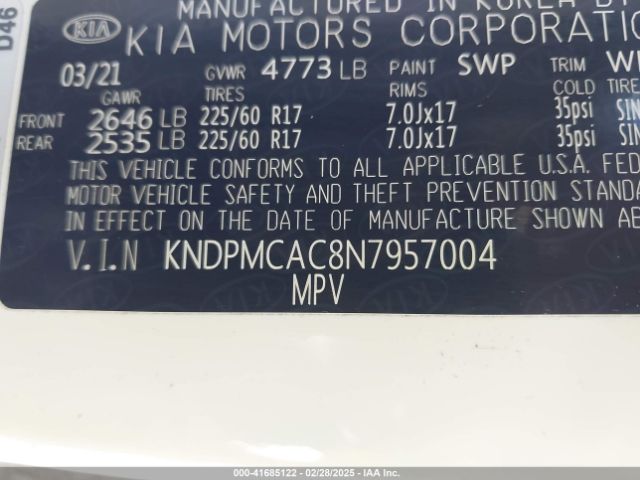 D46
MANUFACTURED IN KOREA BY
KIA KIA MOTORS CORPORATION
03/21 GVWR 4773 LB PAINT SWP TRIM
GAWR TIRES RIMS COLD TIRE
FRONT 2646 LB 225/60 R17 7.0Jx17 35psi SIN
REAR 2535 LB 225/60 R17 7.0Jx17 35psi SIN
THIS VEHICLE CONFORMS TO ALL APPLICABLE U.S.A. FED
MOTOR VEHICLE SAFETY AND THEFT PREVENTION STANDA
IN EFFECT ON THE DATE OF MANUFACTURE SHOWN AB
V.I.N KNDPMCAC8N7957004
MPV
000-41685122 | 02/28/2025 | IAAI.COM